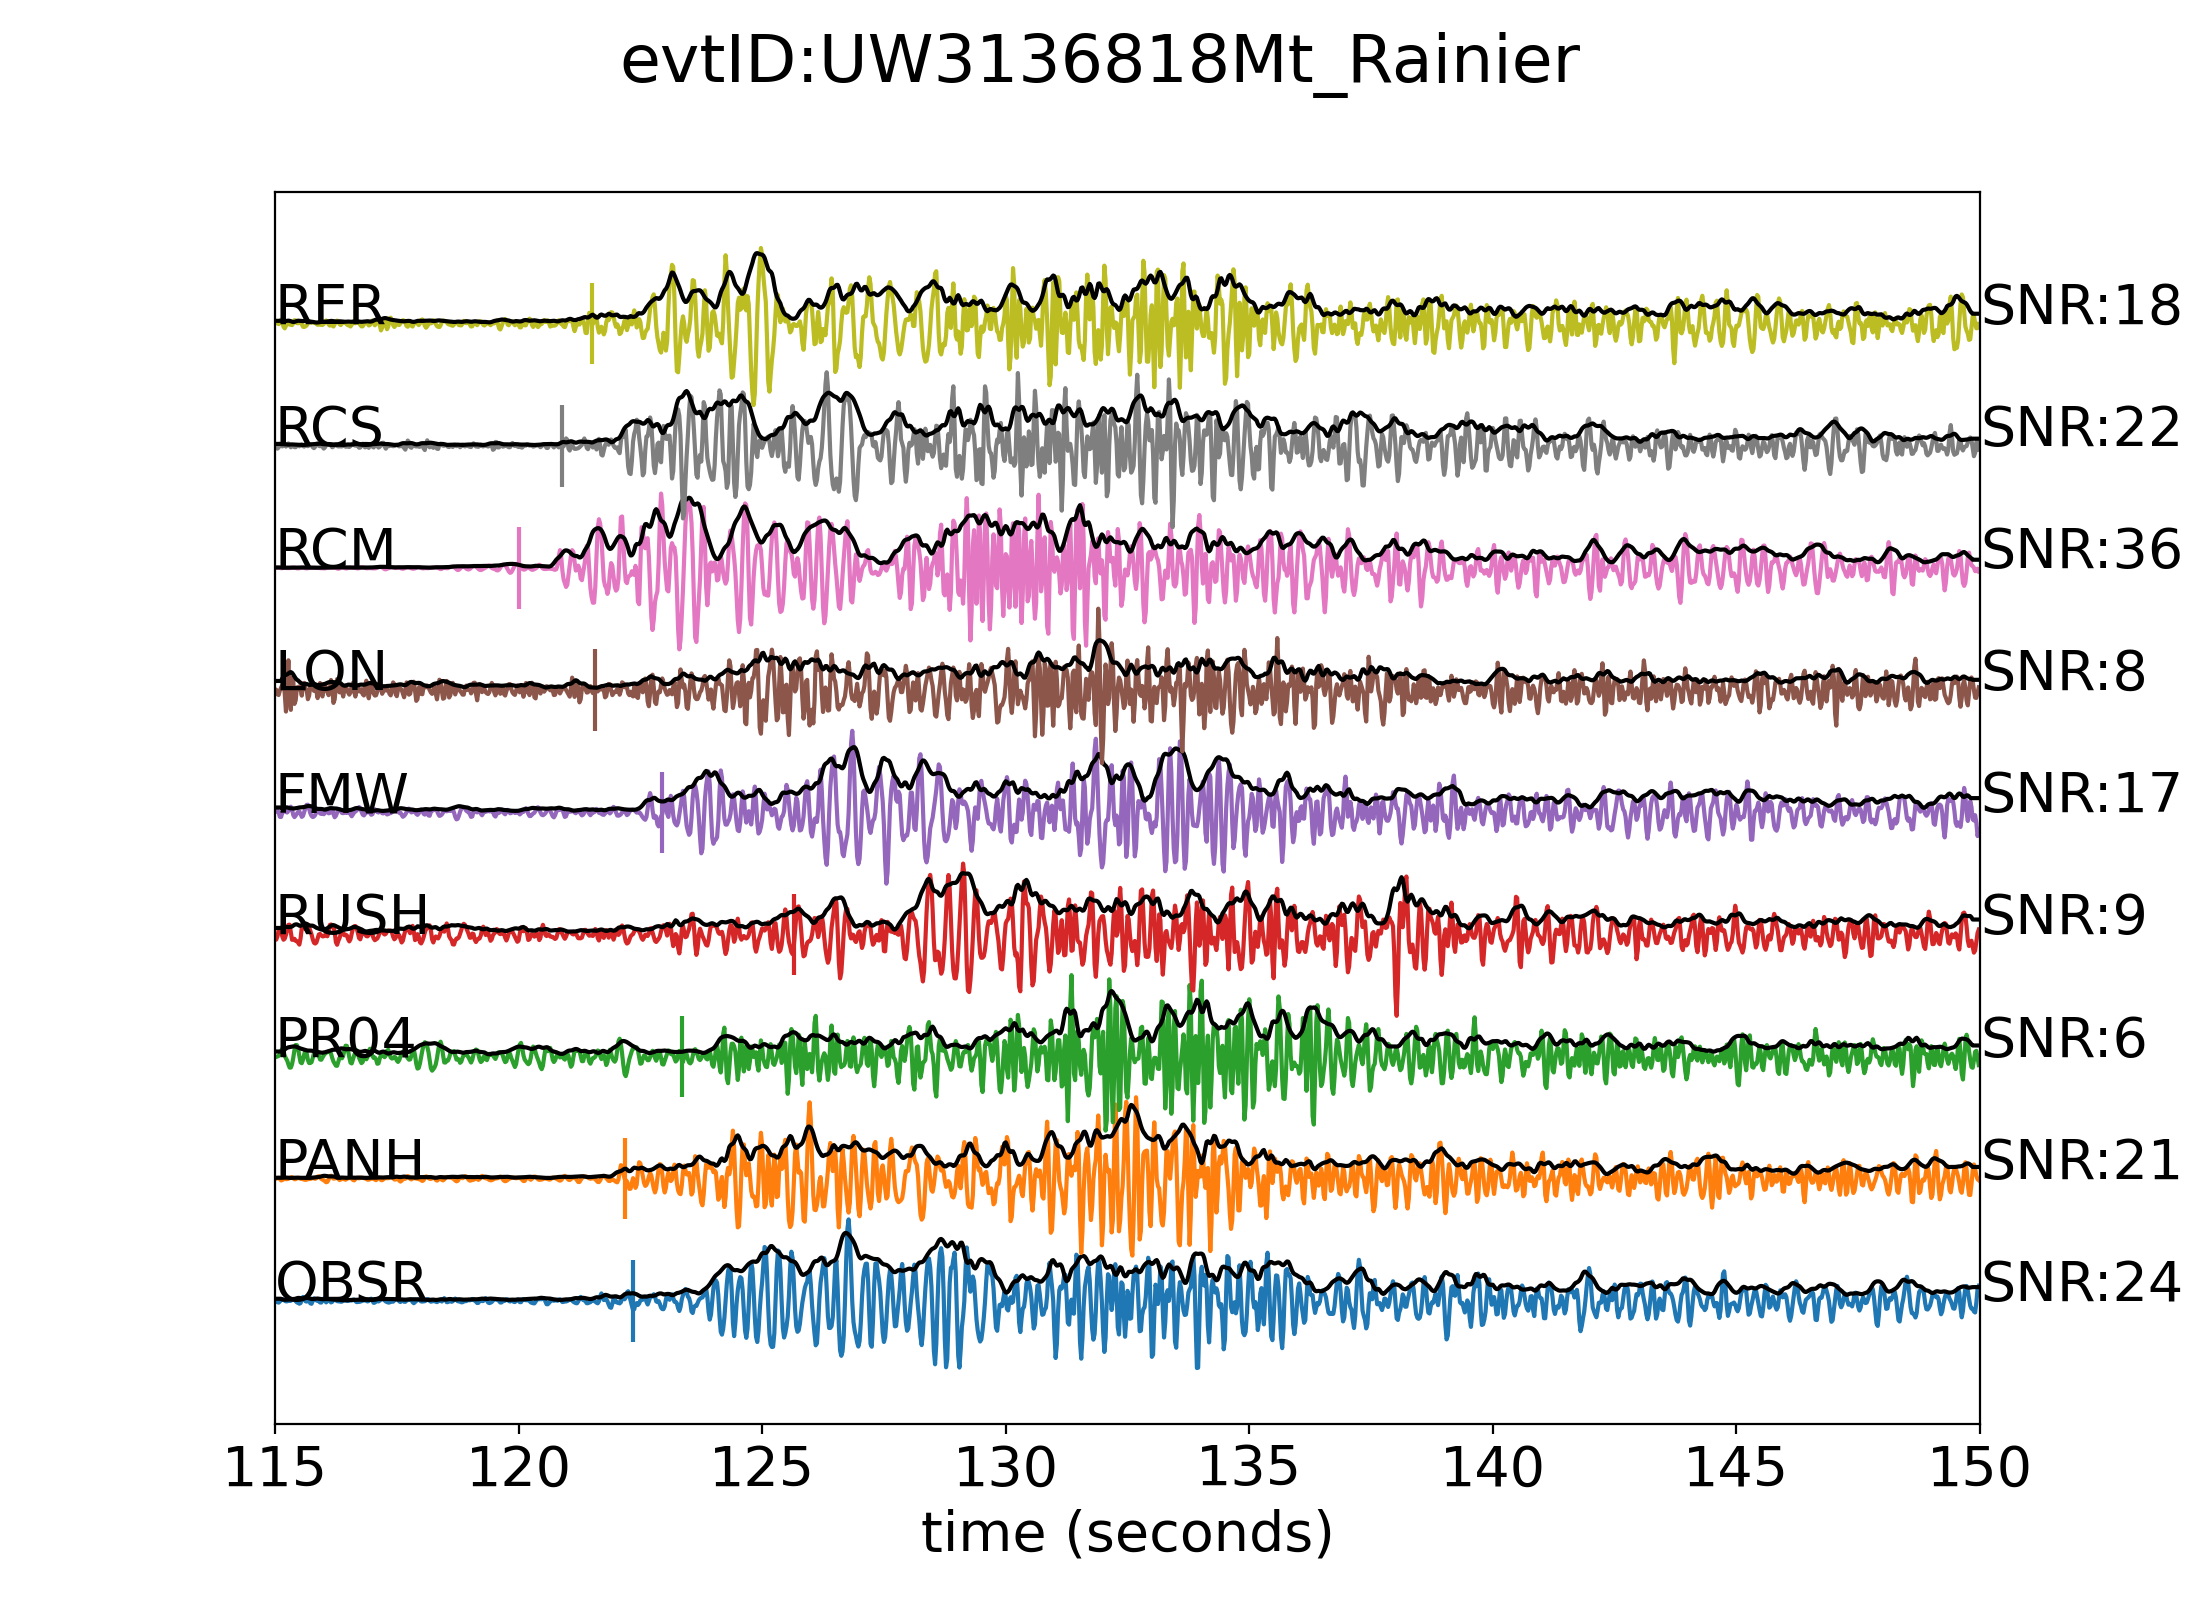 evtID:UW3136818Mt_Rainier
RER SNR:18
RCS SNR:22
RCM SNR:36
LON SNR:8
FMW SNR:17
RUSH SNR:9
PR04 SNR:6
PANH SNR:21
OBSR SNR:24
115 120 125 130 135 140 145 150
time (seconds)